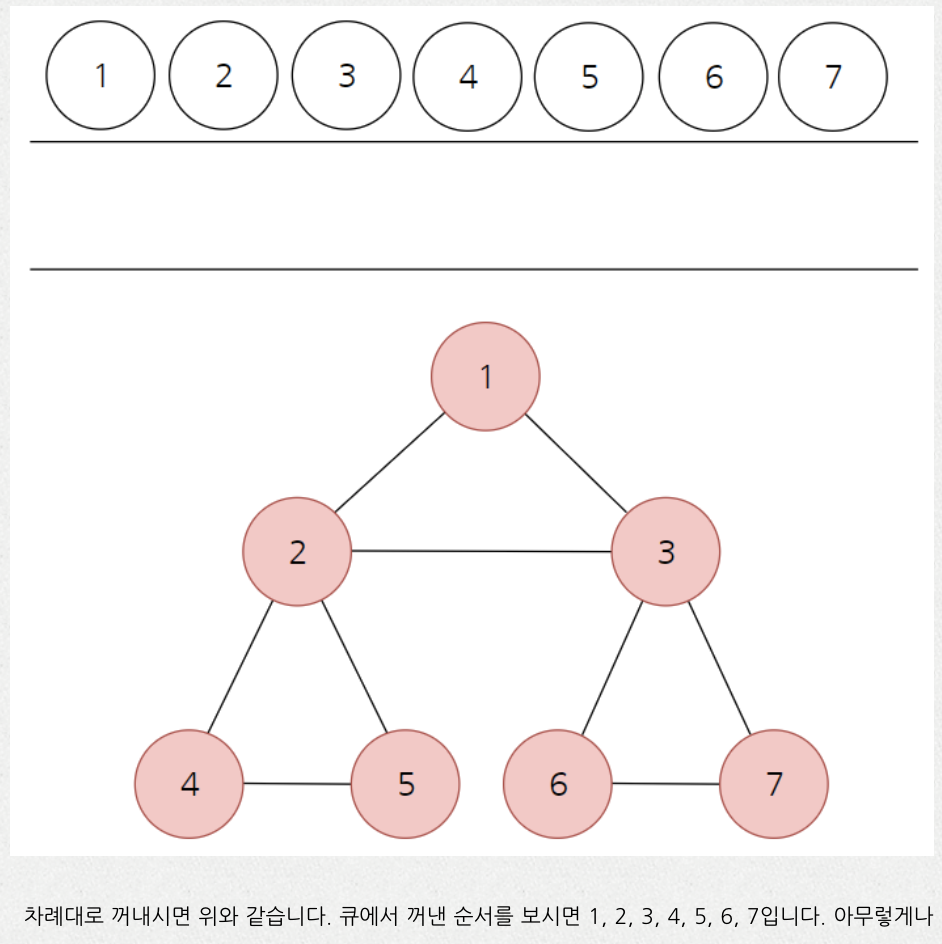 1 2 3 4 5 6 7
1
2 3
4 5 6 7
차례대로 꺼내시면 위와 같습니다. 큐에서 꺼낸 순서를 보시면 1, 2, 3, 4, 5, 6, 7입니다. 아무렇게나